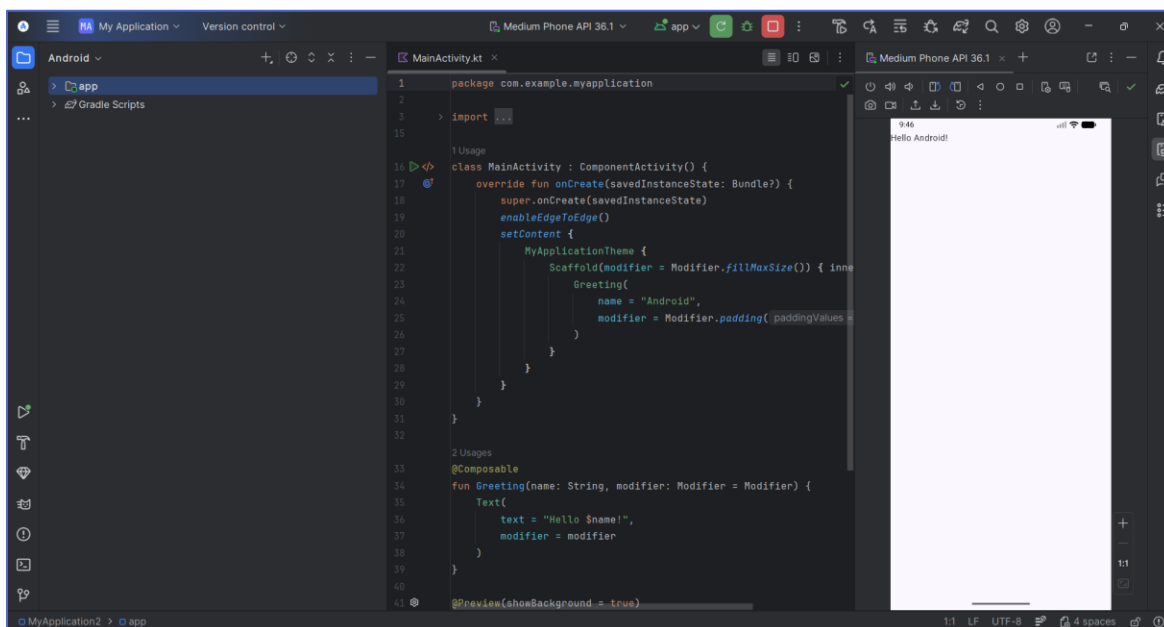 MA My Application Version control Medium Phone API 36.1 app
Android MainActivity.kt Medium Phone API 36.1
app
Gradle Scripts
1 package com.example.myapplication
2
3 import ...
15
1 Usage
16 class MainActivity : ComponentActivity() {
17 override fun onCreate(savedInstanceState: Bundle?) {
18 super.onCreate(savedInstanceState)
19 enableEdgeToEdge()
20 setContent {
21 MyApplicationTheme {
22 Scaffold(modifier = Modifier.fillMaxSize()) { inne
23 Greeting(
24 name = "Android",
25 modifier = Modifier.padding( paddingValues =
26 )
27 }
28 }
29 }
30 }
31 }
32
2 Usages
33 @Composable
34 fun Greeting(name: String, modifier: Modifier = Modifier) {
35 Text(
36 text = "Hello $name!",
37 modifier = modifier
38 )
39 }
40
41 @Preview(showBackground = true)
9:46
Hello Android!
1:1
MyApplication2 > app 1:1 LF UTF-8 4 spaces